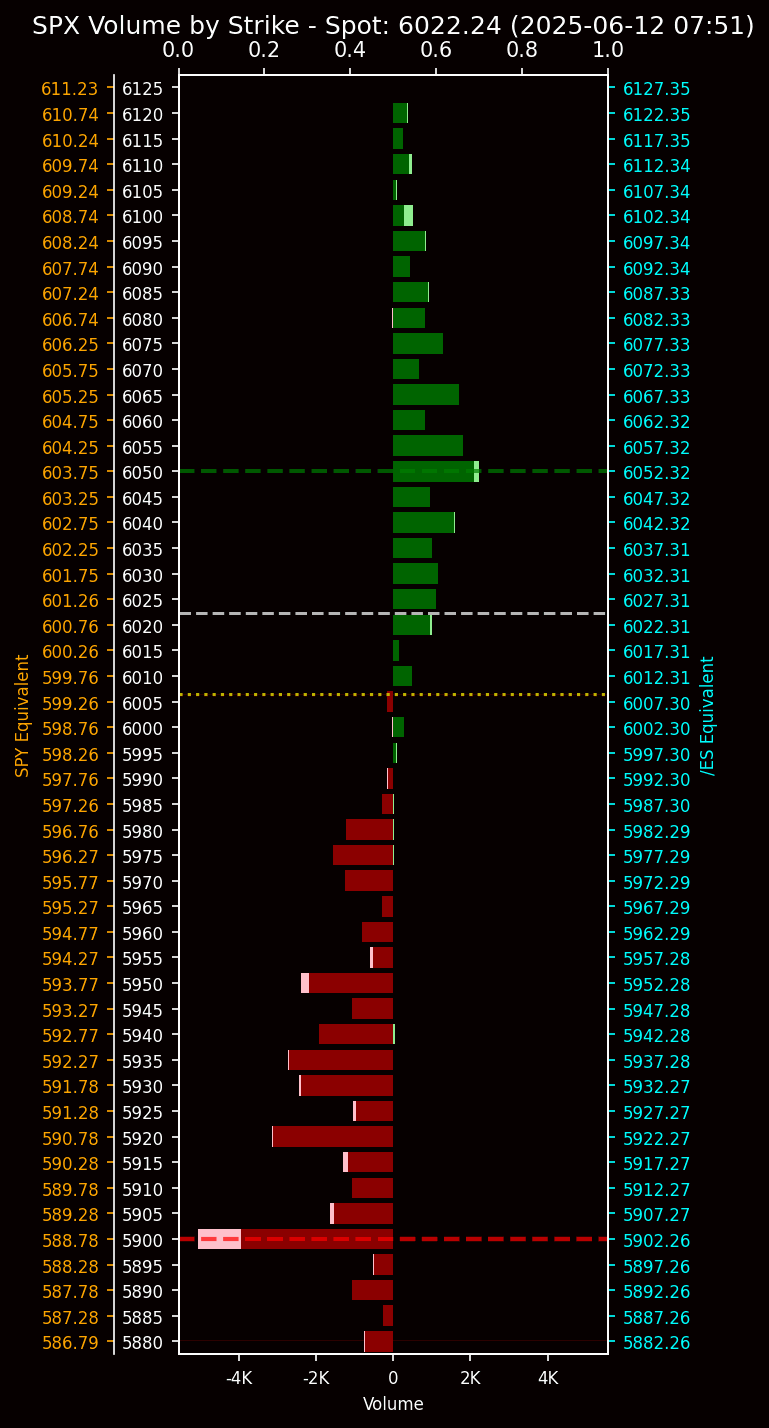 SPX Volume by Strike - Spot: 6022.24 (2025-06-12 07:51)
0.0 0.2 0.4 0.6 0.8 1.0
611.23 6125 6127.35
610.74 6120 6122.35
610.24 6115 6117.35
609.74 6110 6112.34
609.24 6105 6107.34
608.74 6100 6102.34
608.24 6095 6097.34
607.74 6090 6092.34
607.24 6085 6087.33
606.74 6080 6082.33
606.25 6075 6077.33
605.75 6070 6072.33
605.25 6065 6067.33
604.75 6060 6062.32
604.25 6055 6057.32
603.75 6050 6052.32
603.25 6045 6047.32
602.75 6040 6042.32
602.25 6035 6037.31
601.75 6030 6032.31
601.26 6025 6027.31
600.76 6020 6022.31
600.26 6015 6017.31
599.76 6010 6012.31
599.26 6005 6007.30
598.76 6000 6002.30
598.26 5995 5997.30
597.76 5990 5992.30
597.26 5985 5987.30
596.76 5980 5982.29
596.27 5975 5977.29
595.77 5970 5972.29
595.27 5965 5967.29
594.77 5960 5962.29
594.27 5955 5957.28
593.77 5950 5952.28
593.27 5945 5947.28
592.77 5940 5942.28
592.27 5935 5937.28
591.78 5930 5932.27
591.28 5925 5927.27
590.78 5920 5922.27
590.28 5915 5917.27
589.78 5910 5912.27
589.28 5905 5907.27
588.78 5900 5902.26
588.28 5895 5897.26
587.78 5890 5892.26
587.28 5885 5887.26
586.79 5880 5882.26
SPY Equivalent
/ES Equivalent
-4K -2K 0 2K 4K
Volume